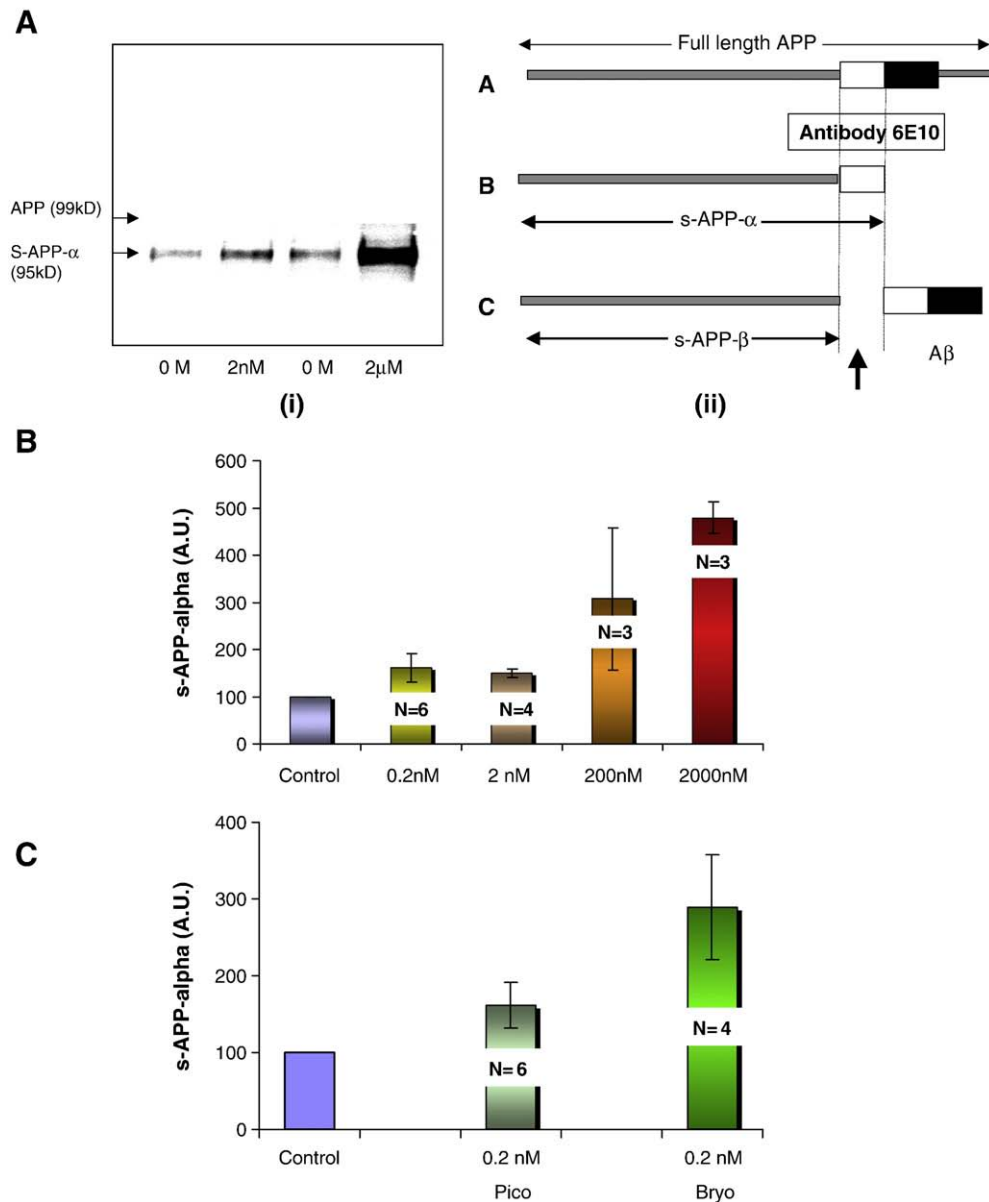 A
APP (99kD)
S-APP-α
(95kD)
0 M 2nM 0 M 2μM
(i)
Full length APP
A
Antibody 6E10
B
s-APP-α
C
s-APP-β
Aβ
(ii)
B
s-APP-alpha (A.U.)
600
500
400
300
200
100
0
N=6
N=4
N=3
N=3
Control 0.2nM 2 nM 200nM 2000nM
C
s-APP-alpha (A.U.)
400
300
200
100
0
N=6
N=4
Control 0.2 nM 0.2 nM
Pico Bryo